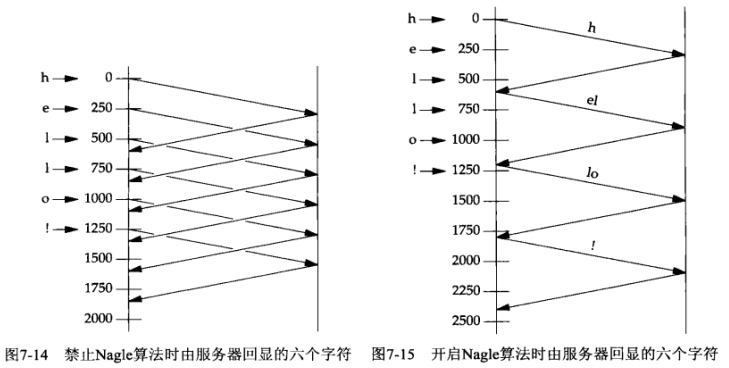 h 0
e 250
l 500
l 750
o 1000
! 1250
1500
1750
2000
图7-14 禁止Nagle算法时由服务器回显的六个字符
h 0
h
e 250
l 500
el
l 750
o 1000
lo
! 1250
1500
1750
!
2000
2250
2500
图7-15 开启Nagle算法时由服务器回显的六个字符